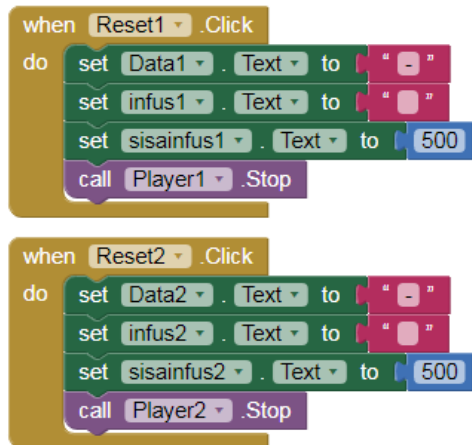 when Reset1 .Click
do set Data1 . Text to " - "
set infus1 . Text to " "
set sisainfus1 . Text to 500
call Player1 .Stop
when Reset2 .Click
do set Data2 . Text to " - "
set infus2 . Text to " "
set sisainfus2 . Text to 500
call Player2 .Stop